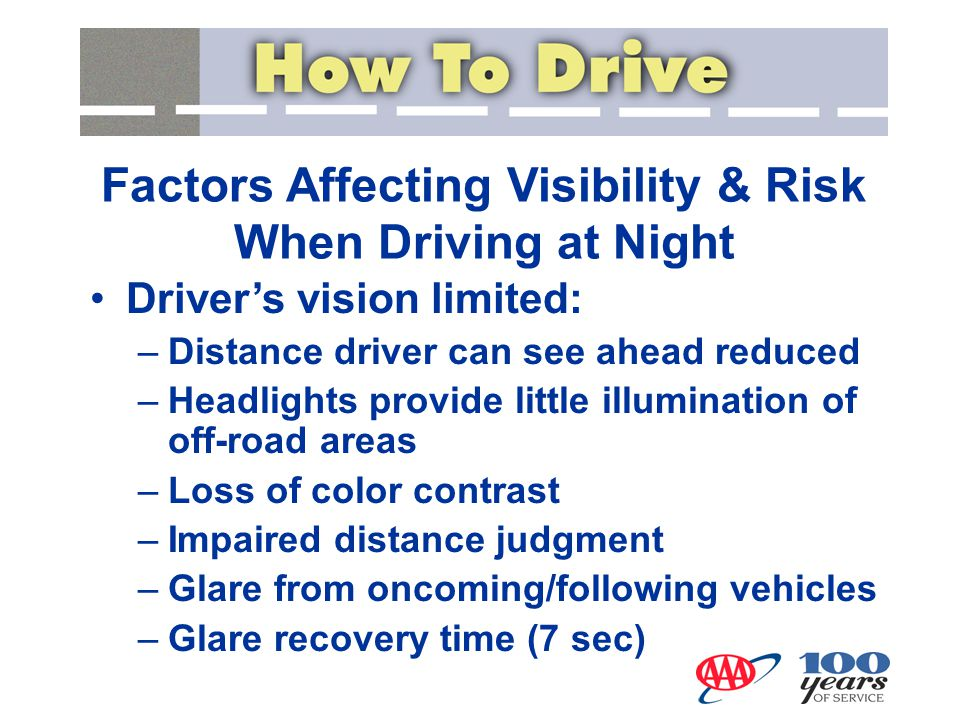 How To Drive
Factors Affecting Visibility & Risk
When Driving at Night
• Driver’s vision limited:
– Distance driver can see ahead reduced
– Headlights provide little illumination of
off-road areas
– Loss of color contrast
– Impaired distance judgment
– Glare from oncoming/following vehicles
– Glare recovery time (7 sec)
AAA
100
years
OF SERVICE